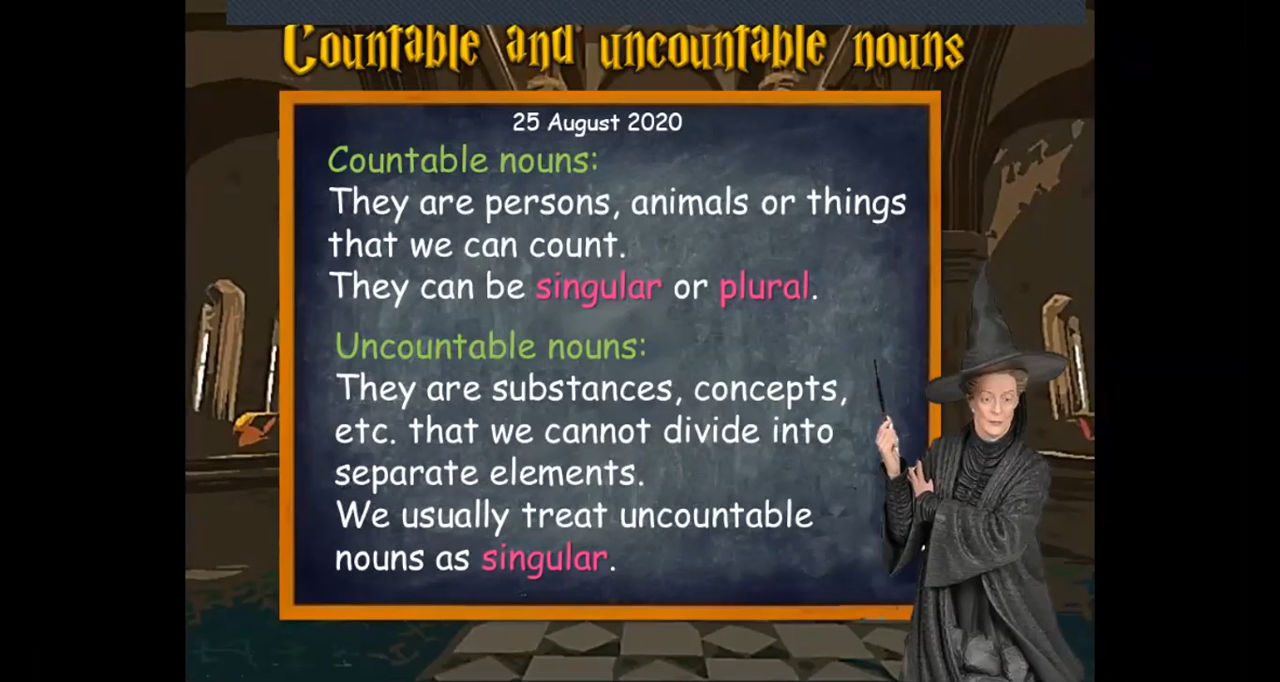 Countable and uncountable nouns
25 August 2020
Countable nouns:
They are persons, animals or things
that we can count.
They can be singular or plural.
Uncountable nouns:
They are substances, concepts,
etc. that we cannot divide into
separate elements.
We usually treat uncountable
nouns as singular.